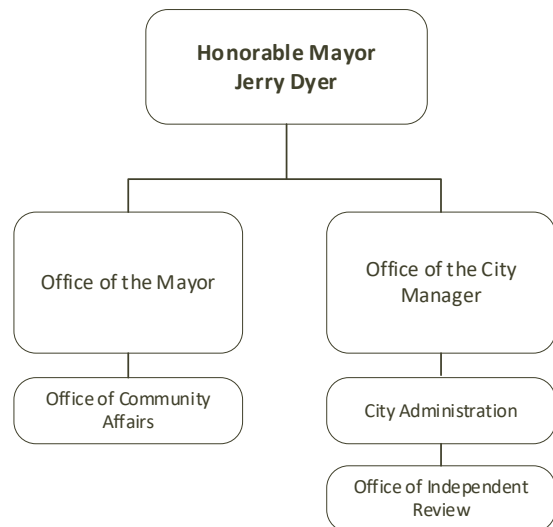 Honorable Mayor
Jerry Dyer
Office of the Mayor
Office of the City
Manager
Office of Community
Affairs
City Administration
Office of Independent
Review